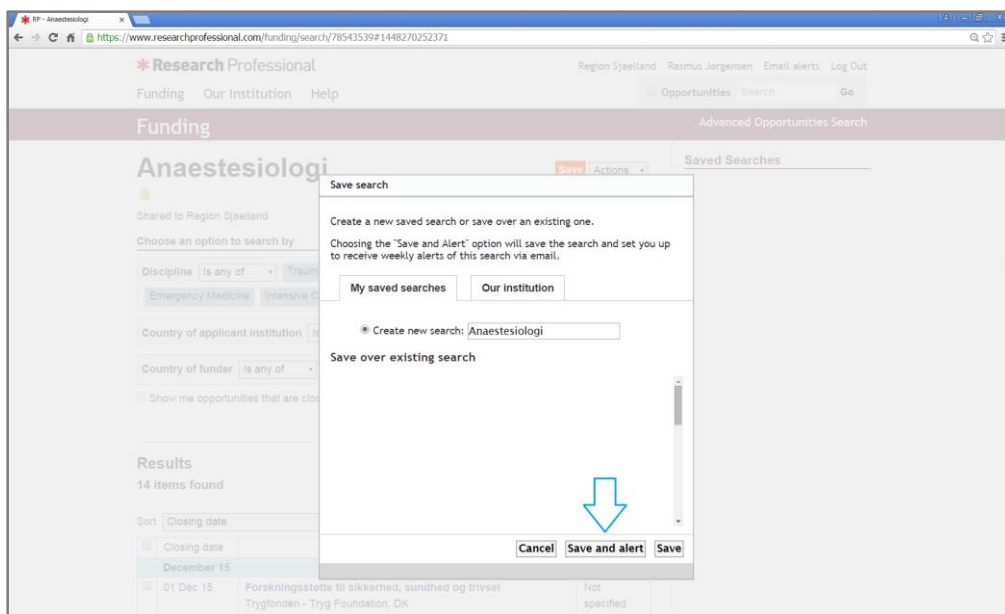 RP - Anaestesiologi
https://www.researchprofessional.com/funding/search/78543539#1448270252371
Research Professional
Region Sjaelland Rasmus Jørgensen Email alerts Log Out
Funding Our Institution Help
Opportunities Search Go
Funding
Advanced Opportunities Search
Anaestesiologi
Save Actions
Saved Searches
Shared to Region Sjaelland
Choose an option to search by
Discipline Is any of
Emergency Medicine
Country of applicant institution
Country of funder Is any of
Show me opportunities that are
Results
14 items found
Sort Closing date
Closing date
December 15
01 Dec 15 Forskningsstøtte til sikkerhed, sundhed og trivsel Not
Trygfonden - Tryg Foundation, DK specified
Save search
Create a new saved search or save over an existing one.
Choosing the "Save and Alert" option will save the search and set you up
to receive weekly alerts of this search via email.
My saved searches Our institution
Create new search: Anaestesiologi
Save over existing search
Cancel Save and alert Save